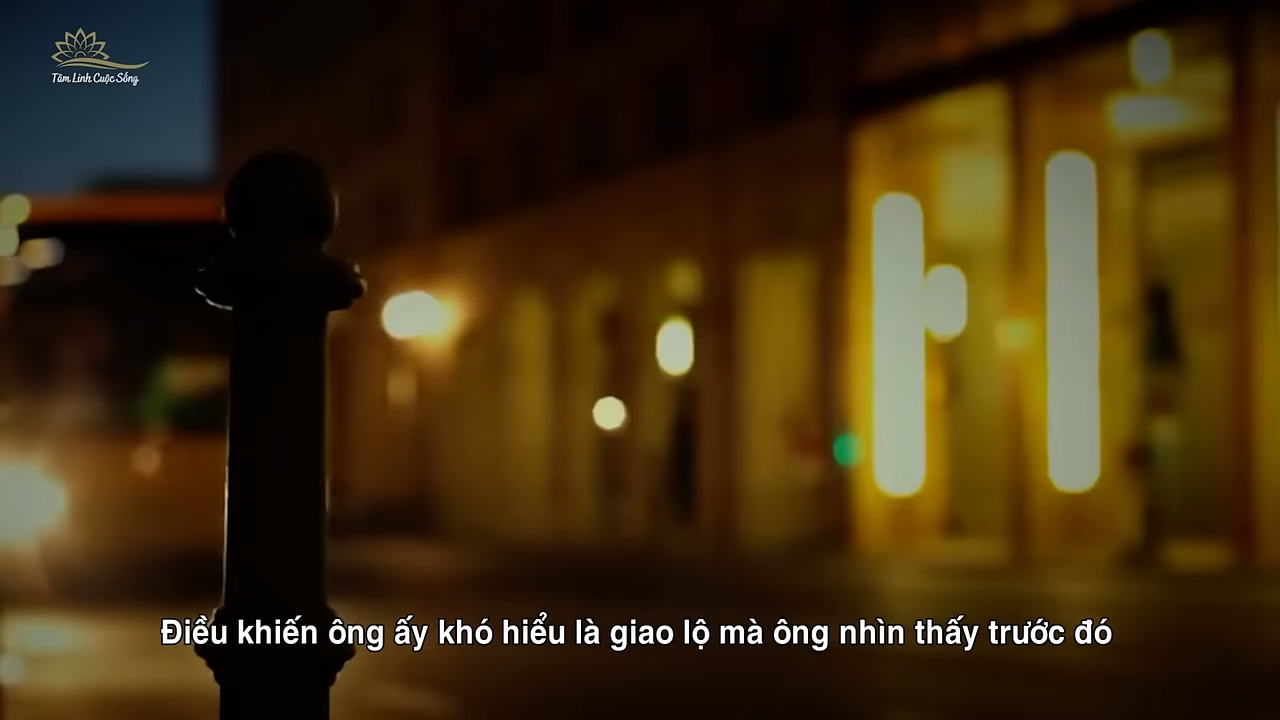 Tâm Linh Cuộc Sống
Điều khiến ông ấy khó hiểu là giao lộ mà ông nhìn thấy trước đó